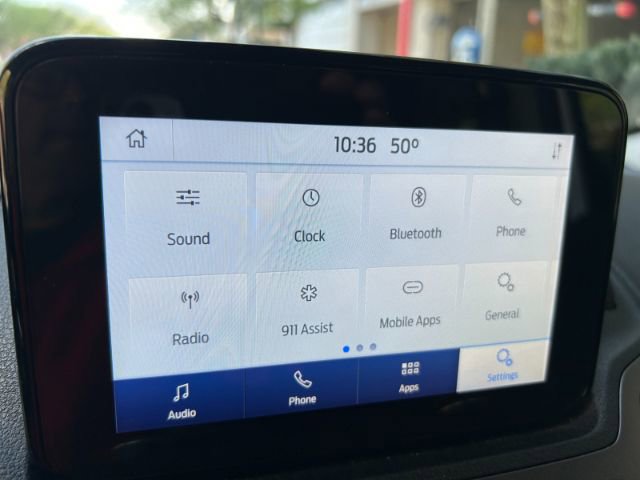 10:36 50°
Sound Clock Bluetooth Phone
Radio 911 Assist Mobile Apps General
Audio Phone Apps Settings